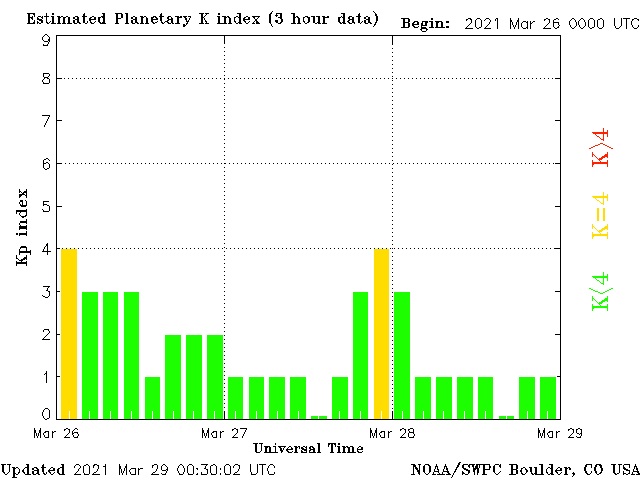 Estimated Planetary K index (3 hour data) Begin: 2021 Mar 26 0000 UTC
9
8
7
6
5
4
3
2
1
0
Kp index
K>4
K=4
K<4
Mar 26 Mar 27 Mar 28 Mar 29
Universal Time
Updated 2021 Mar 29 00:30:02 UTC NOAA/SWPC Boulder, CO USA